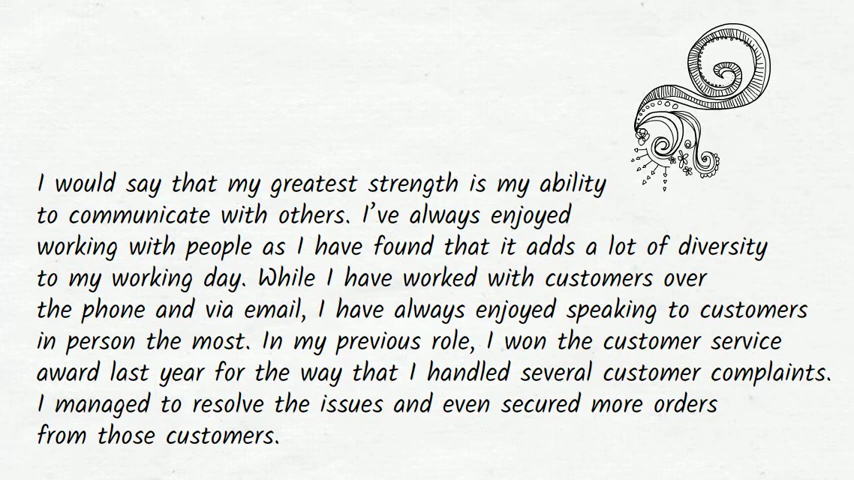 I would say that my greatest strength is my ability
to communicate with others. I've always enjoyed
working with people as I have found that it adds a lot of diversity
to my working day. While I have worked with customers over
the phone and via email, I have always enjoyed speaking to customers
in person the most. In my previous role, I won the customer service
award last year for the way that I handled several customer complaints.
I managed to resolve the issues and even secured more orders
from those customers.